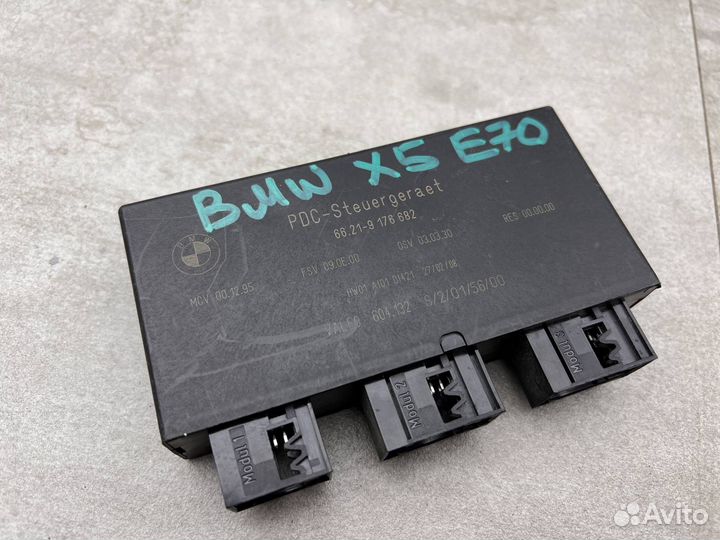 BMW X5 E70
PDC-Steuergeraet
66.21-9 176 682
MCV 00.12.95 FSV 09.0E.00 OSV 03.03.30 RES 00.00.00
HW01 A101 D1421 27/02/08
VALEO 604.132 S/2/01/56/00
Modul 1 Modul 2 Modul 3
Avito